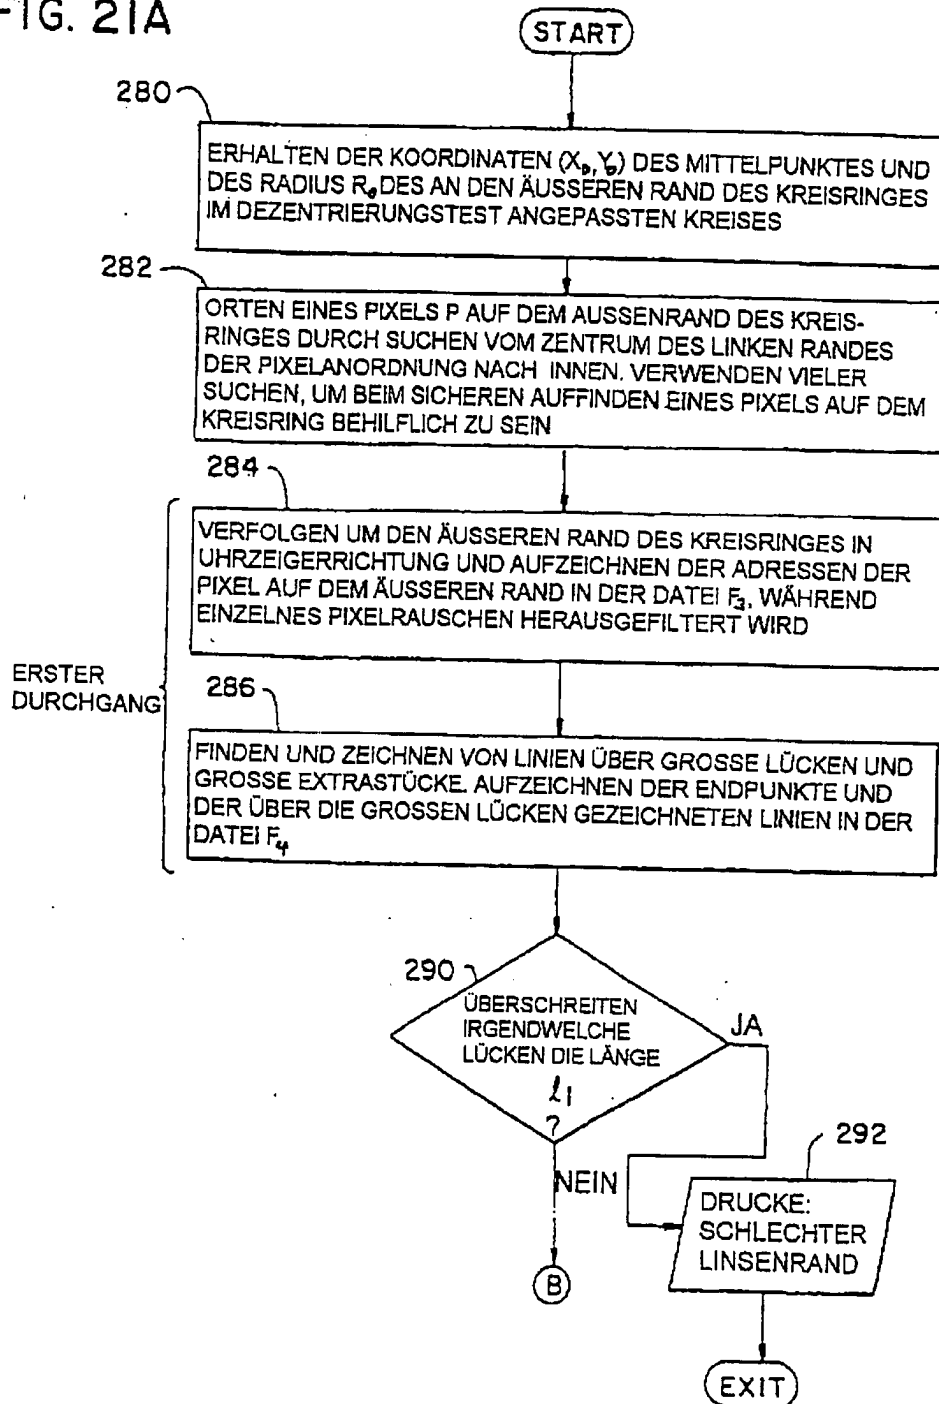 FIG. 21A
START
280
ERHALTEN DER KOORDINATEN (X₀, Y₀) DES MITTELPUNKTES UND
DES RADIUS R₀ DES AN DEN ÄUSSEREN RAND DES KREISRINGES
IM DEZENTRIERUNGSTEST ANGEPASSTEN KREISES
282
ORTEN EINES PIXELS P AUF DEM AUSSENRAND DES KREIS-
RINGES DURCH SUCHEN VOM ZENTRUM DES LINKEN RANDES
DER PIXELANORDNUNG NACH INNEN. VERWENDEN VIELER
SUCHEN, UM BEIM SICHEREN AUFFINDEN EINES PIXELS AUF DEM
KREISRING BEHILFLICH ZU SEIN
284
VERFOLGEN UM DEN ÄUSSEREN RAND DES KREISRINGES IN
UHRZEIGERRICHTUNG UND AUFZEICHNEN DER ADRESSEN DER
PIXEL AUF DEM ÄUSSEREN RAND IN DER DATEI F₃, WÄHREND
EINZELNES PIXELRAUSCHEN HERAUSGEFILTERT WIRD
ERSTER
DURCHGANG
286
FINDEN UND ZEICHNEN VON LINIEN ÜBER GROSSE LÜCKEN UND
GROSSE EXTRASTÜCKE. AUFZEICHNEN DER ENDPUNKTE UND
DER ÜBER DIE GROSSEN LÜCKEN GEZEICHNETEN LINIEN IN DER
DATEI F₄
290
ÜBERSCHREITEN
IRGENDWELCHE
LÜCKEN DIE LÄNGE
l₁
?
JA
NEIN
292
DRUCKE:
SCHLECHTER
LINSENRAND
B
EXIT